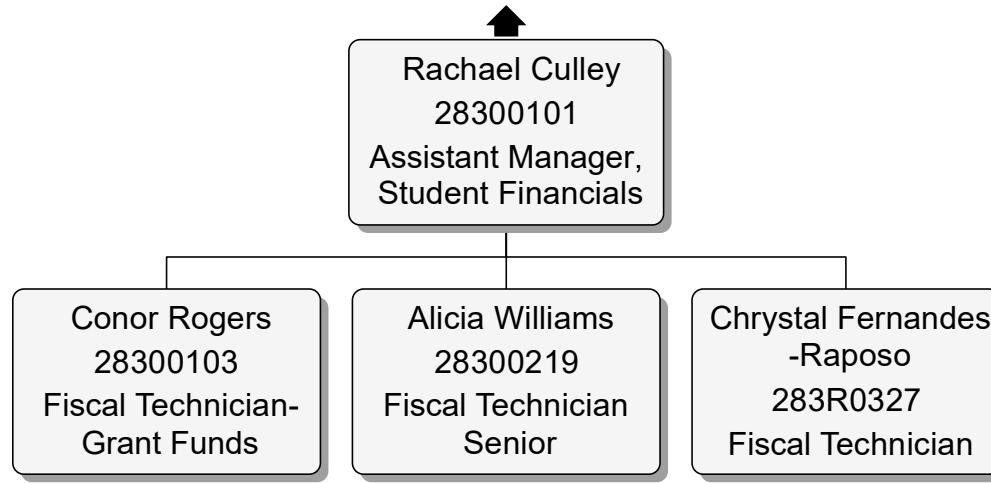 Rachael Culley
28300101
Assistant Manager,
Student Financials
Conor Rogers
28300103
Fiscal Technician-
Grant Funds
Alicia Williams
28300219
Fiscal Technician
Senior
Chrystal Fernandes
-Raposo
283R0327
Fiscal Technician